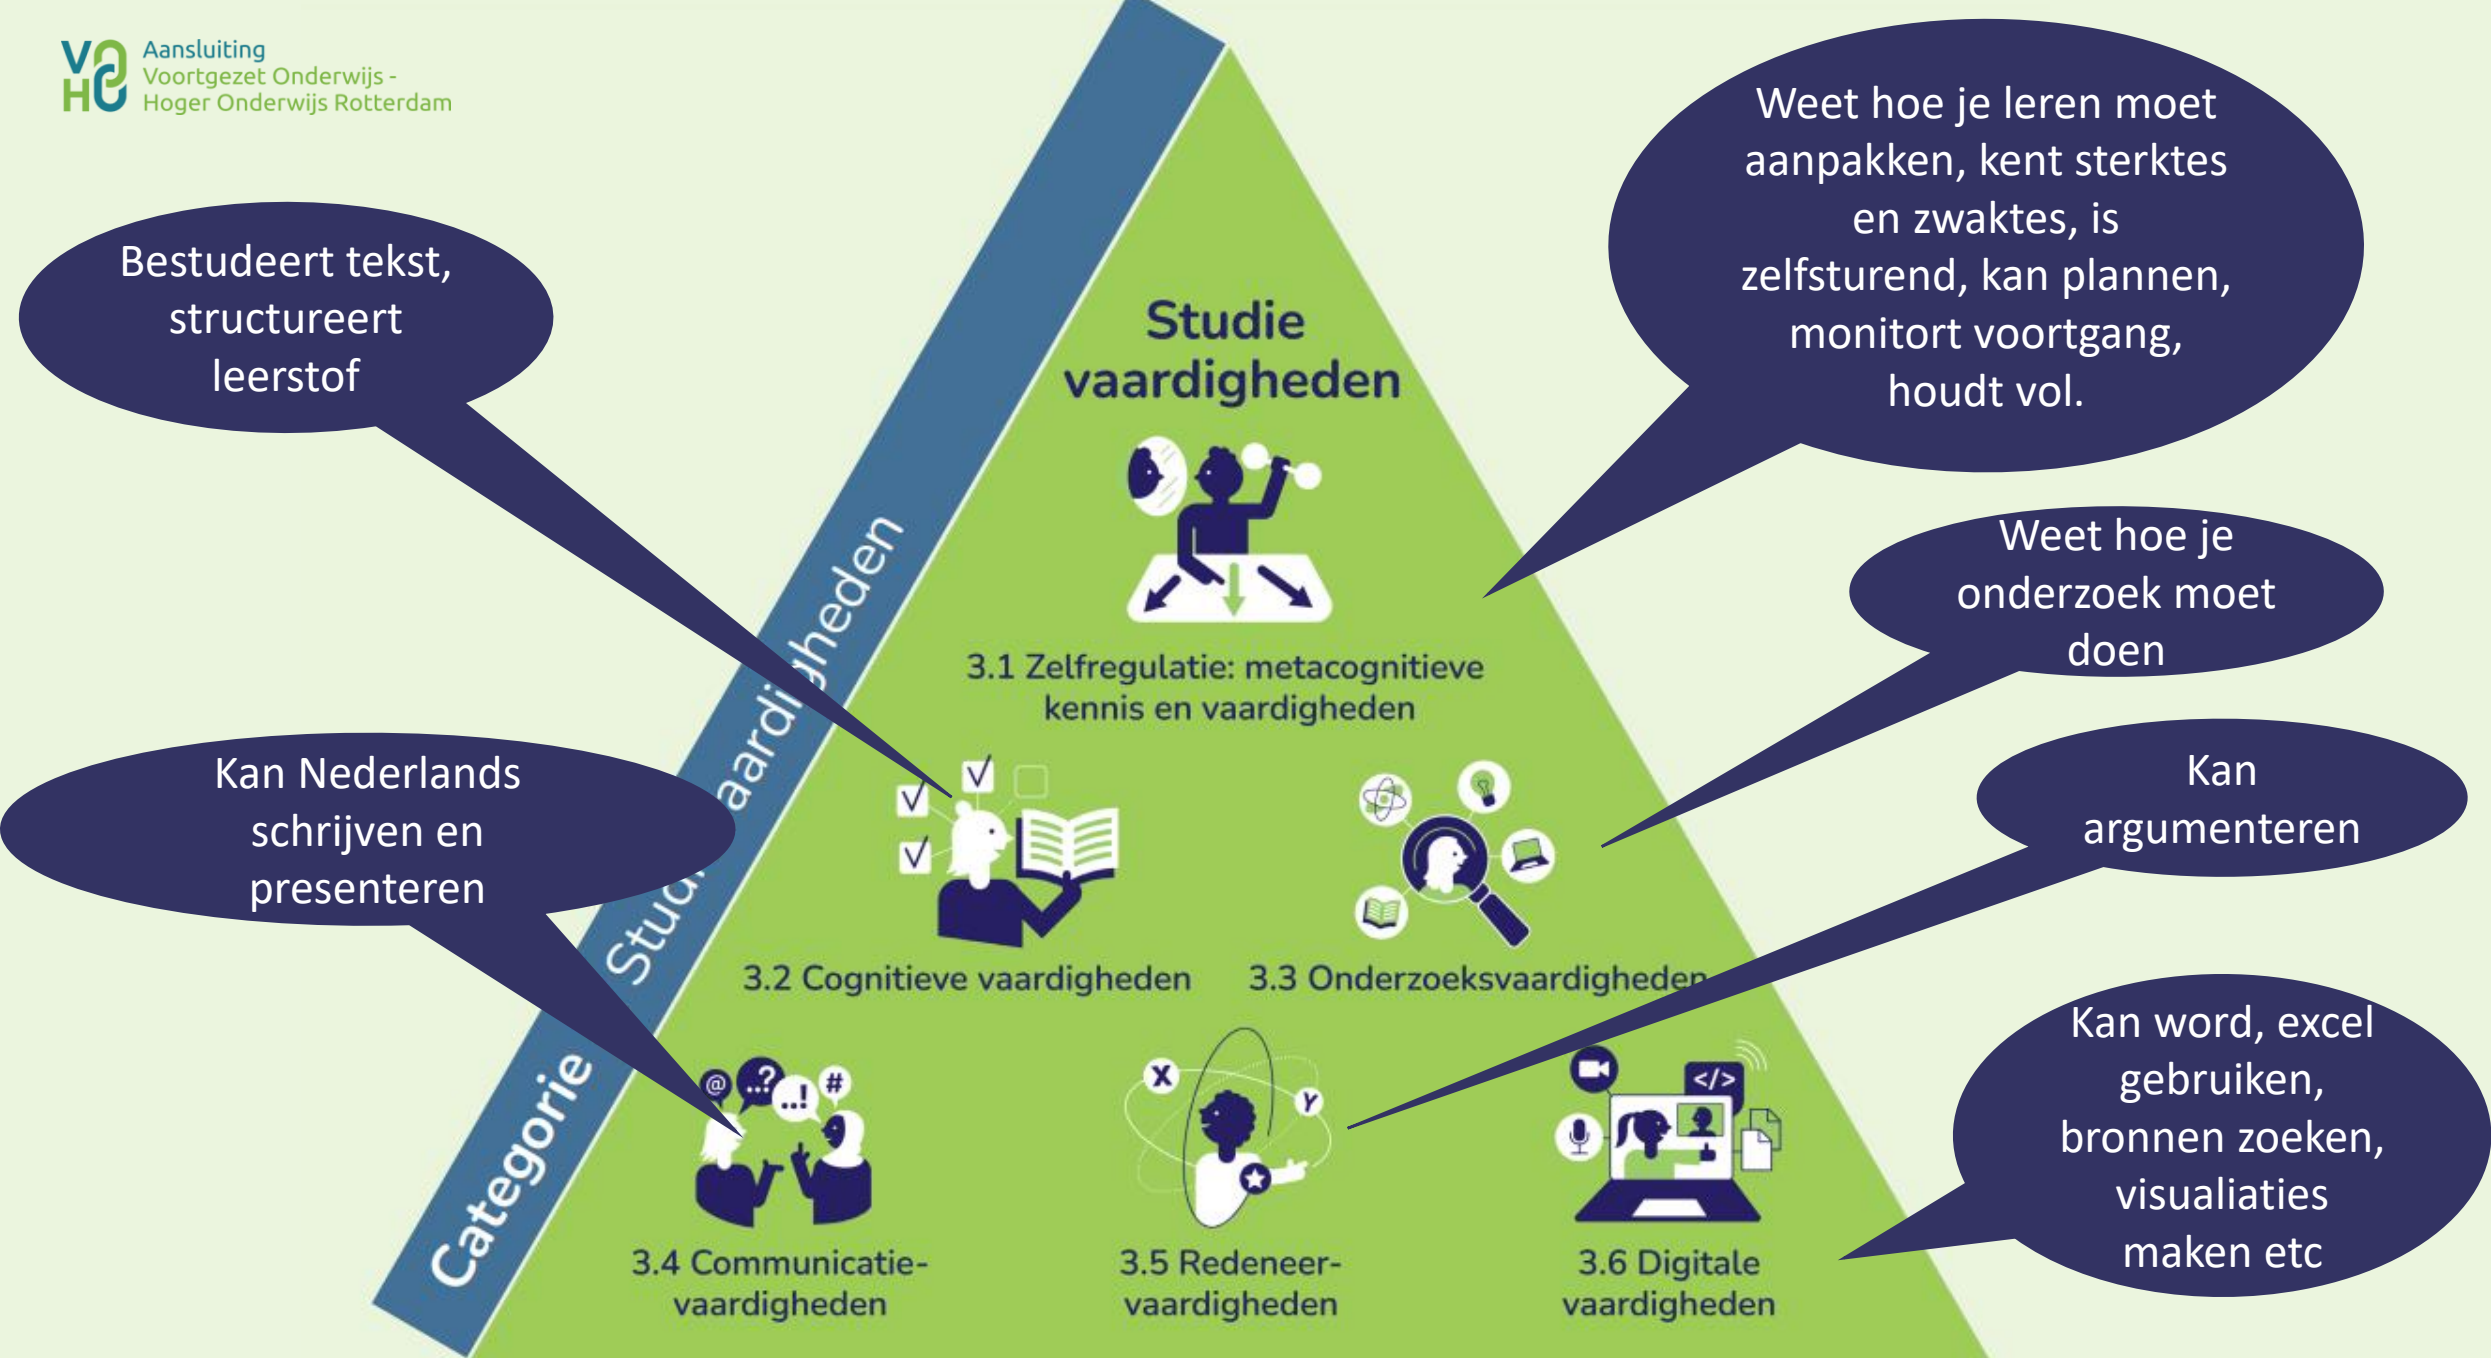 VO
HO
Aansluiting
Voortgezet Onderwijs -
Hoger Onderwijs Rotterdam
Weet hoe je leren moet
aanpakken, kent sterktes
en zwaktes, is
zelfsturend, kan plannen,
monitort voortgang,
houdt vol.
Bestudeert tekst,
structureert
leerstof
Studie
vaardigheden
Weet hoe je
onderzoek moet
doen
3.1 Zelfregulatie: metacognitieve
kennis en vaardigheden
Kan Nederlands
schrijven en
presenteren
Kan
argumenteren
3.2 Cognitieve vaardigheden
3.3 Onderzoeksvaardigheden
Kan word, excel
gebruiken,
bronnen zoeken,
visualiaties
maken etc
Categorie Studi aardigheden
@ ..? ..! #
X
Y
</>
3.4 Communicatie-
vaardigheden
3.5 Redeneer-
vaardigheden
3.6 Digitale
vaardigheden